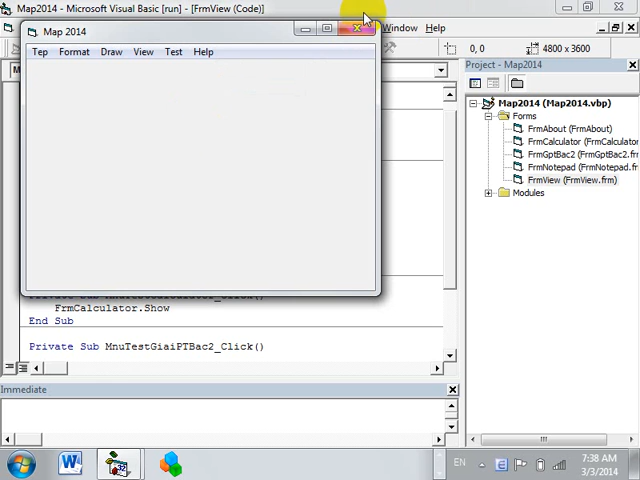 Map2014 - Microsoft Visual Basic [run] - [FrmView (Code)]
Map 2014
Window Help
0, 0 4800 x 3600
Tep Format Draw View Test Help
Project - Map2014
Map2014 (Map2014.vbp)
Forms
FrmAbout (FrmAbout)
FrmCalculator (FrmCalculator
FrmGptBac2 (FrmGptBac2.fr
FrmNotepad (FrmNotepad.fr
FrmView (FrmView.frm)
Modules
FrmCalculator.Show
End Sub
Private Sub MnuTestGiaiPTBac2_Click()
Immediate
EN
7:38 AM
3/3/2014